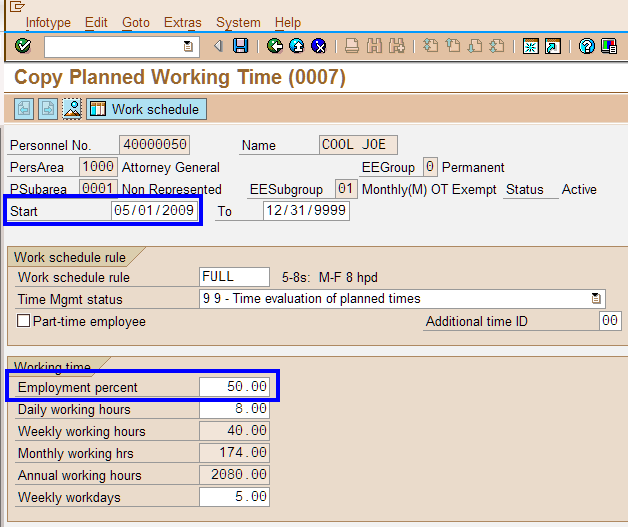 Infotype Edit Goto Extras System Help
Copy Planned Working Time (0007)
Work schedule
Personnel No. 40000050 Name COOL JOE
PersArea 1000 Attorney General EEGroup 0 Permanent
PSubarea 0001 Non Represented EESubgroup 01 Monthly(M) OT Exempt Status Active
Start 05/01/2009 To 12/31/9999
Work schedule rule
Work schedule rule FULL 5-8s: M-F 8 hpd
Time Mgmt status 9 9 - Time evaluation of planned times
Part-time employee Additional time ID 00
Working time
Employment percent 50.00
Daily working hours 8.00
Weekly working hours 40.00
Monthly working hrs 174.00
Annual working hours 2080.00
Weekly workdays 5.00